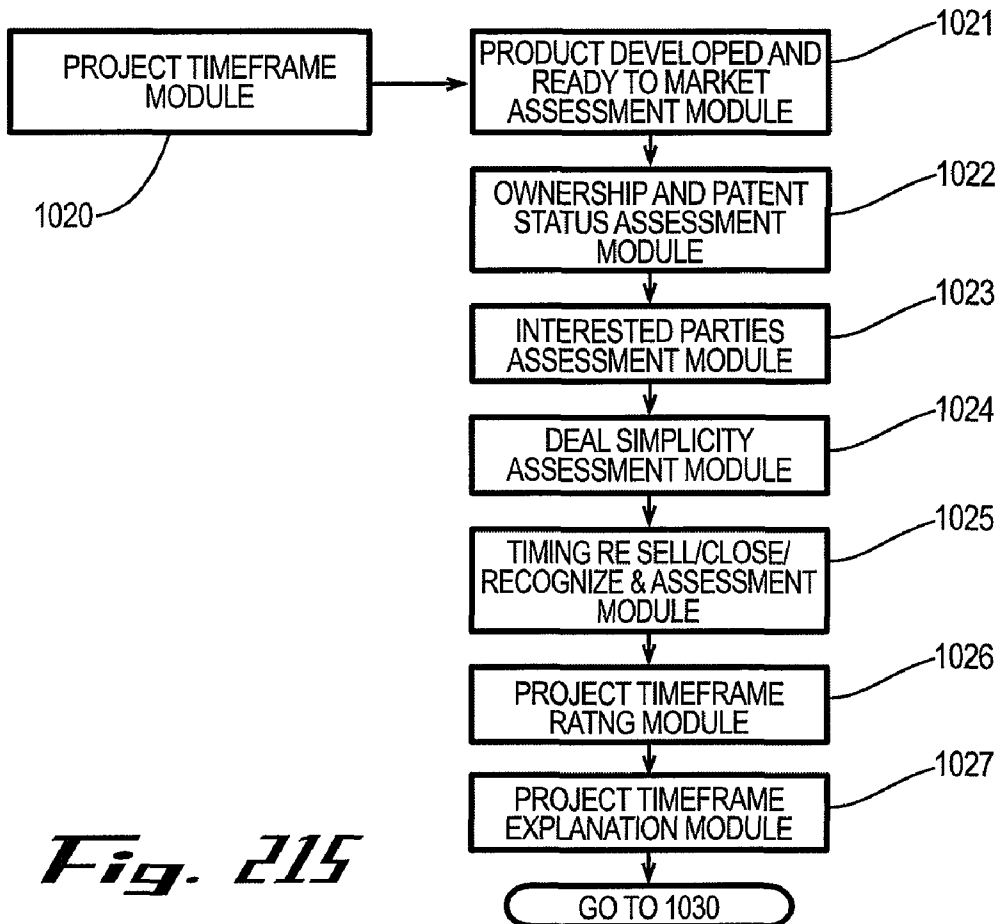 PROJECT TIMEFRAME
MODULE
1020
PRODUCT DEVELOPED AND
READY TO MARKET
ASSESSMENT MODULE
1021
OWNERSHIP AND PATENT
STATUS ASSESSMENT
MODULE
1022
INTERESTED PARTIES
ASSESSMENT MODULE
1023
DEAL SIMPLICITY
ASSESSMENT MODULE
1024
TIMING RE SELL/CLOSE/
RECOGNIZE & ASSESSMENT
MODULE
1025
PROJECT TIMEFRAME
RATNG MODULE
1026
PROJECT TIMEFRAME
EXPLANATION MODULE
1027
GO TO 1030
Fig. 21S